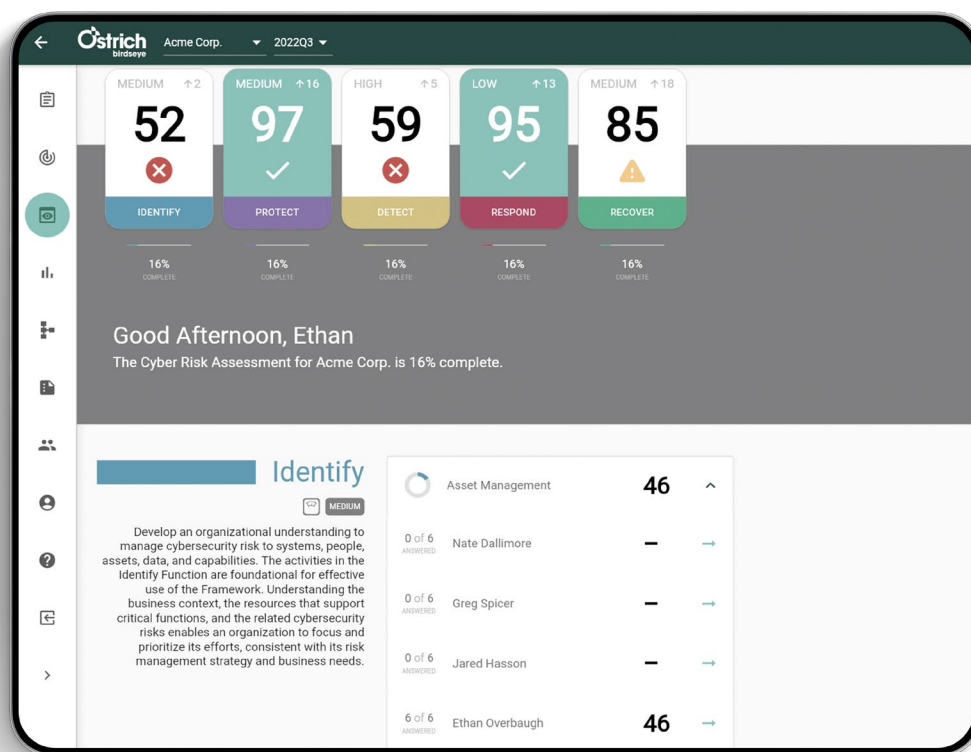 Ostrich
birdseye
Acme Corp.
2022Q3
MEDIUM ↑2
52
IDENTIFY
16%
COMPLETE
MEDIUM ↑16
97
PROTECT
16%
COMPLETE
HIGH ↑5
59
DETECT
16%
COMPLETE
LOW ↑13
95
RESPOND
16%
COMPLETE
MEDIUM ↑18
85
RECOVER
16%
COMPLETE
Good Afternoon, Ethan
The Cyber Risk Assessment for Acme Corp. is 16% complete.
Identify
MEDIUM
Develop an organizational understanding to
manage cybersecurity risk to systems, people,
assets, data, and capabilities. The activities in the
Identify Function are foundational for effective
use of the Framework. Understanding the
business context, the resources that support
critical functions, and the related cybersecurity
risks enables an organization to focus and
prioritize its efforts, consistent with its risk
management strategy and business needs.
Asset Management 46
0 of 6
ANSWERED
Nate Dallimore –
0 of 6
ANSWERED
Greg Spicer –
0 of 6
ANSWERED
Jared Hasson –
6 of 6
ANSWERED
Ethan Overbaugh 46